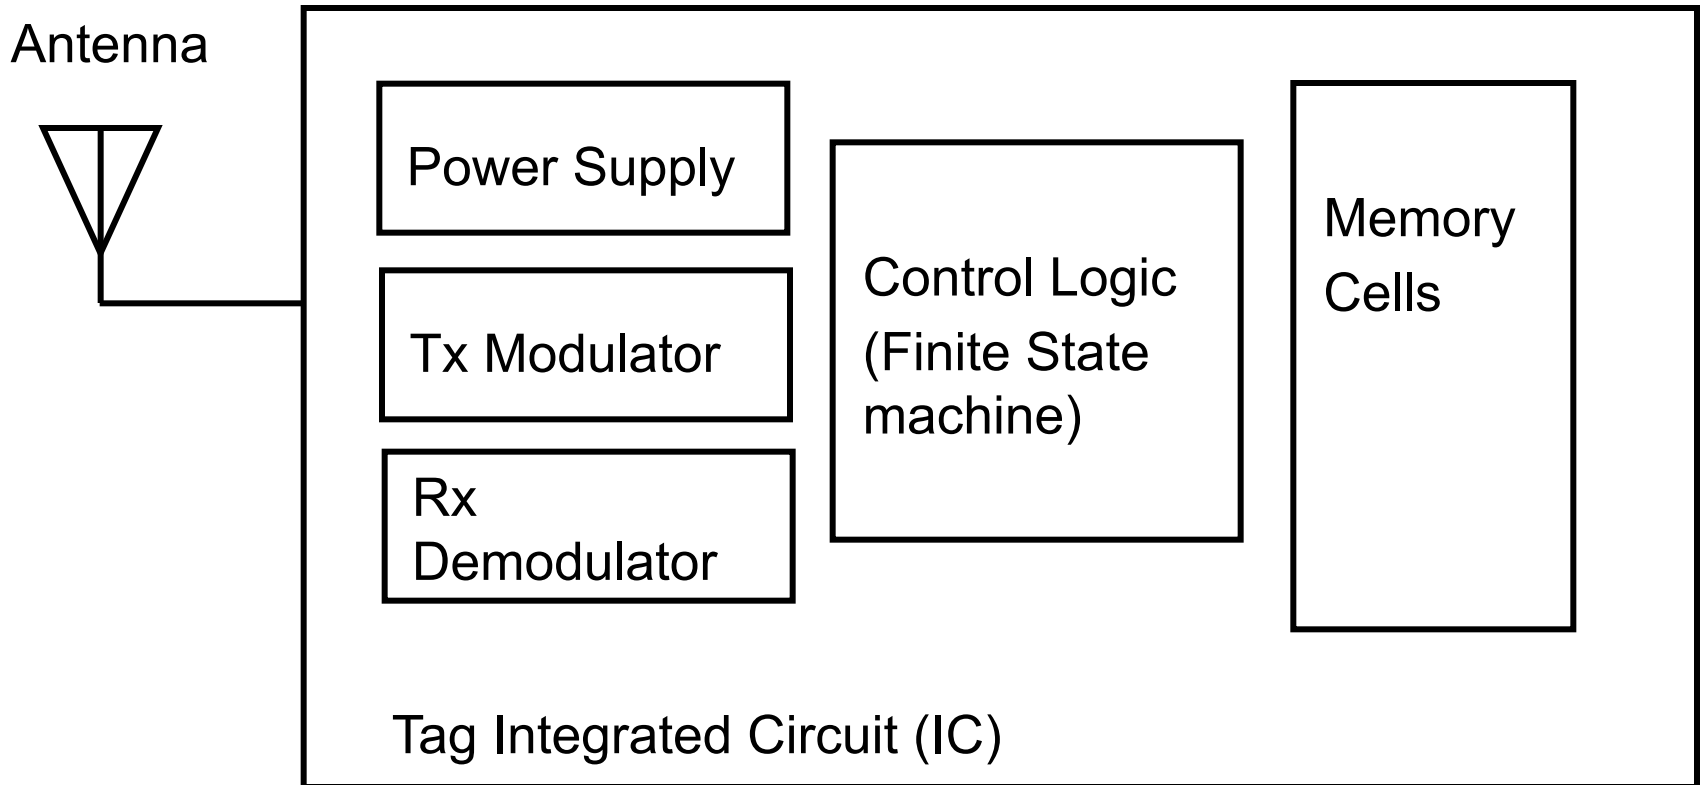 Antenna
Power Supply
Tx Modulator
Rx
Demodulator
Control Logic
(Finite State
machine)
Memory
Cells
Tag Integrated Circuit (IC)